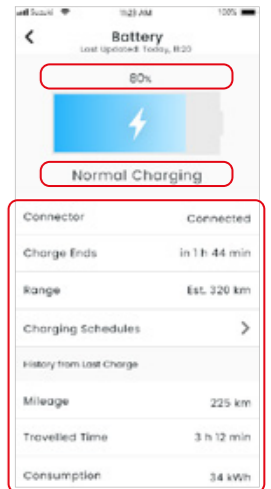 Suzuki 11:23 AM 100%
Battery
Last Updated: Today, 11:20
80%
Normal Charging
Connector Connected
Charge Ends in 1 h 44 min
Range Est. 320 km
Charging Schedules
History from Last Charge
Mileage 225 km
Travelled Time 3 h 12 min
Consumption 34 kWh